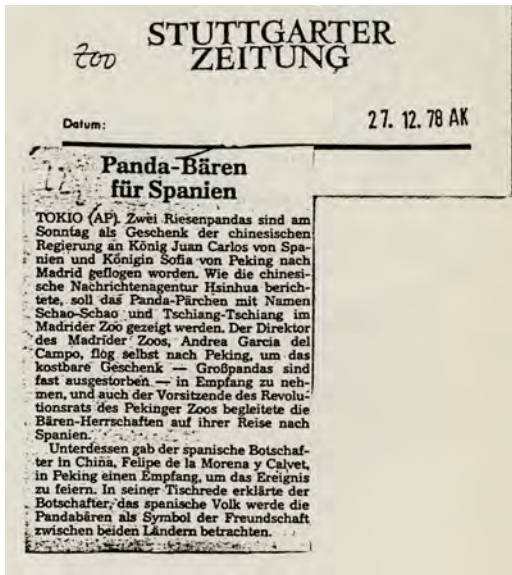 STUTTGARTER
ZEITUNG
Zoo
Datum:
27. 12. 78 AK
Panda-Bären
für Spanien
TOKIO (AP). Zwei Riesenpandas sind am
Sonntag als Geschenk der chinesischen
Regierung an König Juan Carlos von Spa-
nien und Königin Sofia von Peking nach
Madrid geflogen worden. Wie die chinesi-
sche Nachrichtenagentur Hsinhua berich-
tete, soll das Panda-Pärchen mit Namen
Schao-Schao und Tschiang-Tschiang im
Madrider Zoo gezeigt werden. Der Direktor
des Madrider Zoos, Andrea Garcia del
Campo, flog selbst nach Peking, um das
kostbare Geschenk — Großpandas sind
fast ausgestorben — in Empfang zu neh-
men, und auch der Vorsitzende des Revolu-
tionsrats des Pekinger Zoos begleitete die
Bären-Herrschaften auf ihrer Reise nach
Spanien.
Unterdessen gab der spanische Botschaf-
ter in China, Felipe de la Morena y Calvet,
in Peking einen Empfang, um das Ereignis
zu feiern. In seiner Tischrede erklärte der
Botschafter, das spanische Volk werde die
Pandabären als Symbol der Freundschaft
zwischen beiden Ländern betrachten.